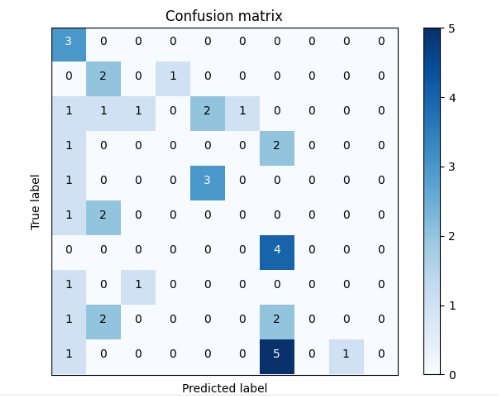 Confusion matrix
3 0 0 0 0 0 0 0 0 0
0 2 0 1 0 0 0 0 0 0
1 1 1 0 2 1 0 0 0 0
1 0 0 0 0 0 2 0 0 0
1 0 0 0 3 0 0 0 0 0
1 2 0 0 0 0 0 0 0 0
0 0 0 0 0 0 4 0 0 0
1 0 1 0 0 0 0 0 0 0
1 2 0 0 0 0 2 0 0 0
1 0 0 0 0 0 5 0 1 0
True label
Predicted label
5
4
3
2
1
0